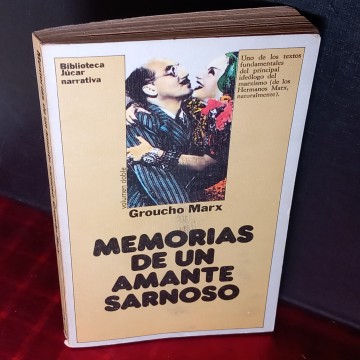 Biblioteca
Júcar
narrativa
Uno de los textos
fundamentales
del principal
ideólogo del
marxismo (de los
Hermanos Marx,
naturalmente).
volumen doble
Groucho Marx
MEMORIAS
DE UN
AMANTE
SARNOSO